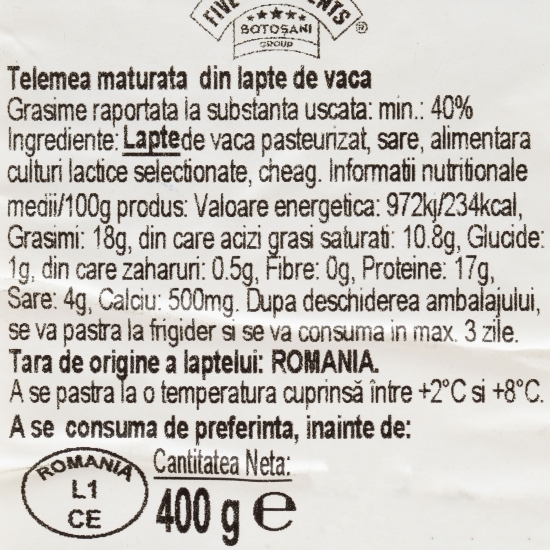 FIVE
BOTOȘANI
GROUP
®
Telemea maturata din lapte de vaca
Grasime raportata la substanta uscata: min.: 40%
Ingrediente: Lapte de vaca pasteurizat, sare, alimentara
culturi lactice selectionate, cheag. Informatii nutritionale
medii/100g produs: Valoare energetica: 972kj/234kcal,
Grasimi: 18g, din care acizi grasi saturati: 10.8g, Glucide:
1g, din care zaharuri: 0.5g, Fibre: 0g, Proteine: 17g,
Sare: 4g, Calciu: 500mg. Dupa deschiderea ambalajului,
se va pastra la frigider si se va consuma in max. 3 zile.
Tara de origine a laptelui: ROMANIA.
A se pastra la o temperatura cuprinsă între +2°C si +8°C.
A se consuma de preferinta, inainte de:
ROMANIA
L1
CE
Cantitatea Neta:
400 g e